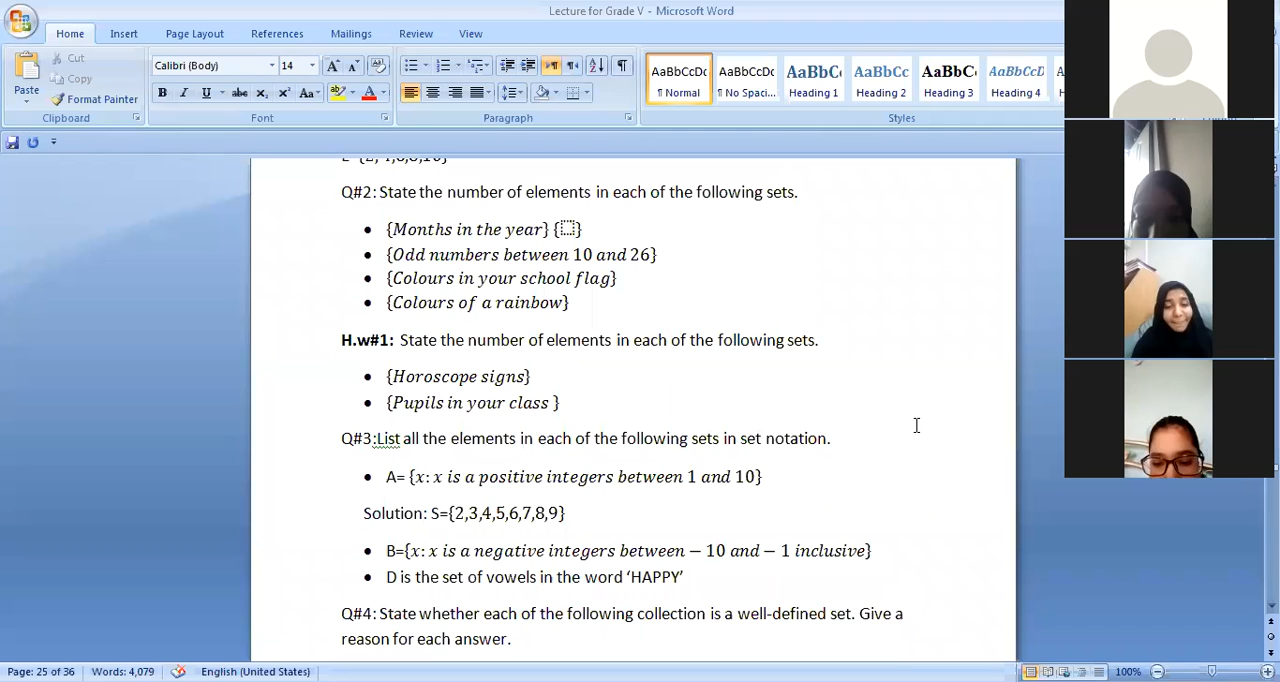 Lecture for Grade V - Microsoft Word
Home Insert Page Layout References Mailings Review View
Cut
Copy
Format Painter
Paste
Calibri (Body) 14
AaBbCcDc AaBbCcDc AaBbC AaBbCc AaBbC AaBbCc
¶ Normal ¶ No Spaci... Heading 1 Heading 2 Heading 3 Heading 4
Clipboard Font Paragraph Styles
Q#2: State the number of elements in each of the following sets.
• {Months in the year} {⬚}
• {Odd numbers between 10 and 26}
• {Colours in your school flag}
• {Colours of a rainbow}
H.w#1: State the number of elements in each of the following sets.
• {Horoscope signs}
• {Pupils in your class }
Q#3:List all the elements in each of the following sets in set notation.
• A= {x: x is a positive integers between 1 and 10}
Solution: S={2,3,4,5,6,7,8,9}
• B={x: x is a negative integers between − 10 and − 1 inclusive}
• D is the set of vowels in the word ‘HAPPY’
Q#4: State whether each of the following collection is a well-defined set. Give a
reason for each answer.
Page: 25 of 36 Words: 4,079 English (United States) 100%